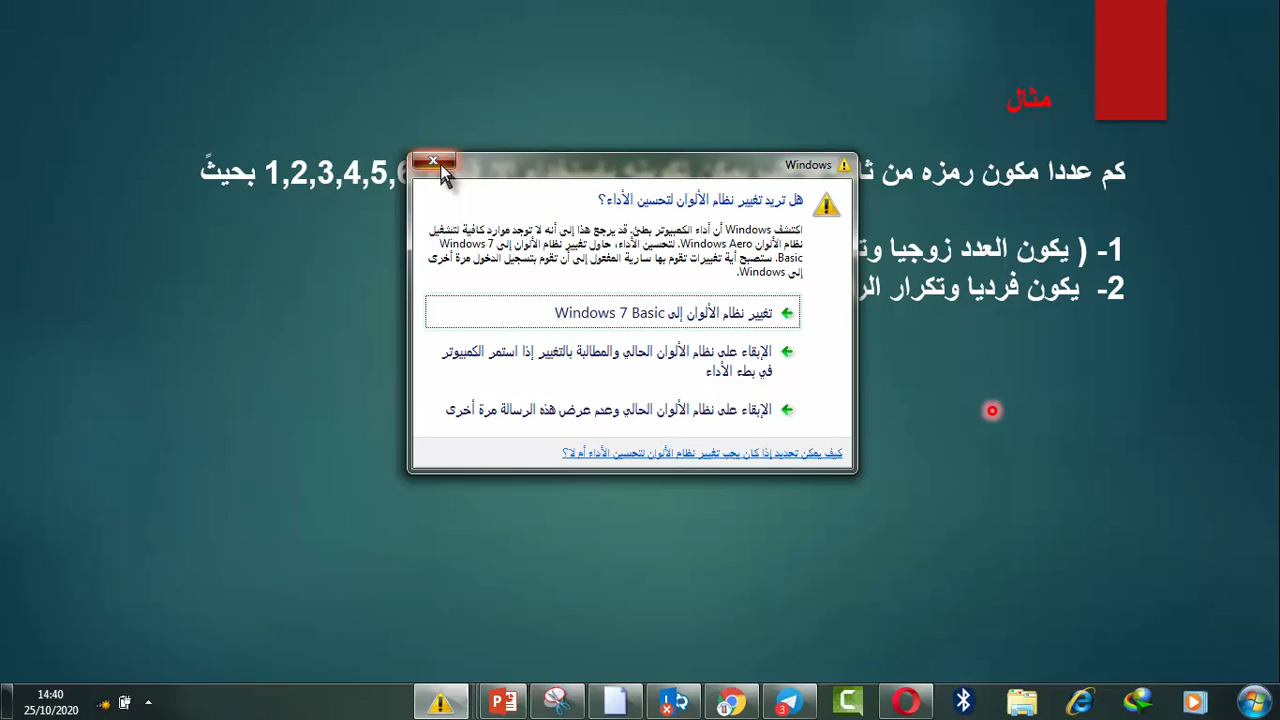 مثال
كم عددا مكون رمزه من 1,2,3,4,5,6 بحيثً
1- ( يكون العدد زوجيا
2- يكون فرديا وتكرار
Windows
هل تريد تغيير نظام الألوان لتحسين الأداء؟
اكتشف Windows أن أداء الكمبيوتر بطئ. قد يرجع هذا إلى أنه لا توجد موارد كافية لتشغيل
نظام الألوان Windows Aero. لتحسين الأداء، حاول تغيير نظام الألوان إلى Windows 7
Basic. ستصبح أية تغييرات تقوم بها سارية المفعول إلى أن تقوم بتسجيل الدخول مرة أخرى
إلى Windows.
تغيير نظام الألوان إلى Windows 7 Basic
الإبقاء على نظام الألوان الحالي والمطالبة بالتغيير إذا استمر الكمبيوتر
في بطء الأداء
الإبقاء على نظام الألوان الحالي وعدم عرض هذه الرسالة مرة أخرى
كيف يمكن تحديد إذا كان يجب تغيير نظام الألوان لتحسين الأداء أم لا؟
3
14:40
25/10/2020